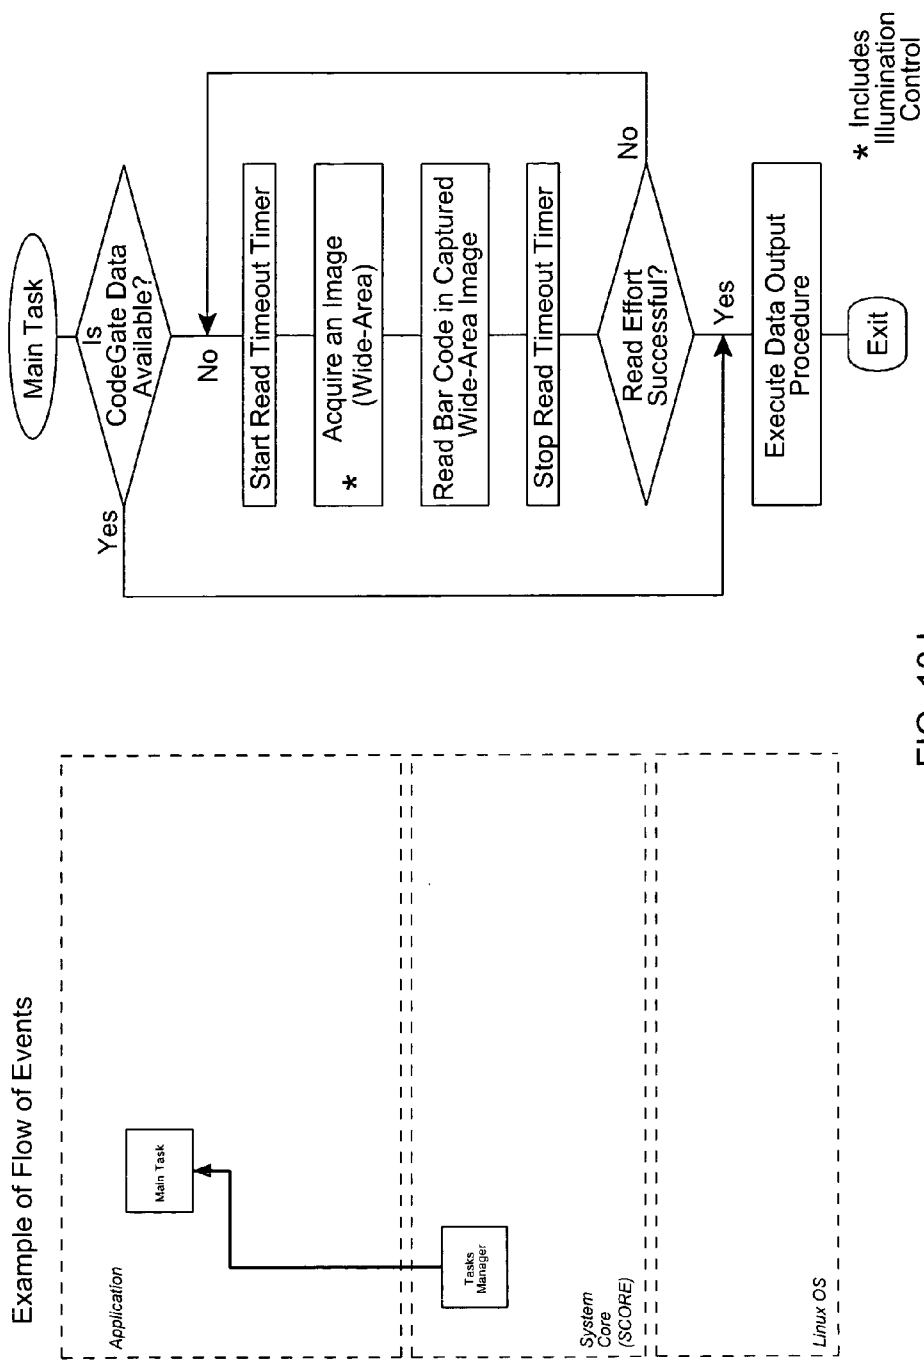 Example of Flow of Events
Application
Main Task
Tasks
Manager
System
Core
(SCORE)
Linux OS
Main Task
Is
CodeGate Data
Available?
Yes
No
Start Read Timeout Timer
* Acquire an Image
(Wide-Area)
Read Bar Code in Captured
Wide-Area Image
Stop Read Timeout Timer
Read Effort
Successful?
No
Yes
Execute Data Output
Procedure
Exit
* Includes
Illumination
Control